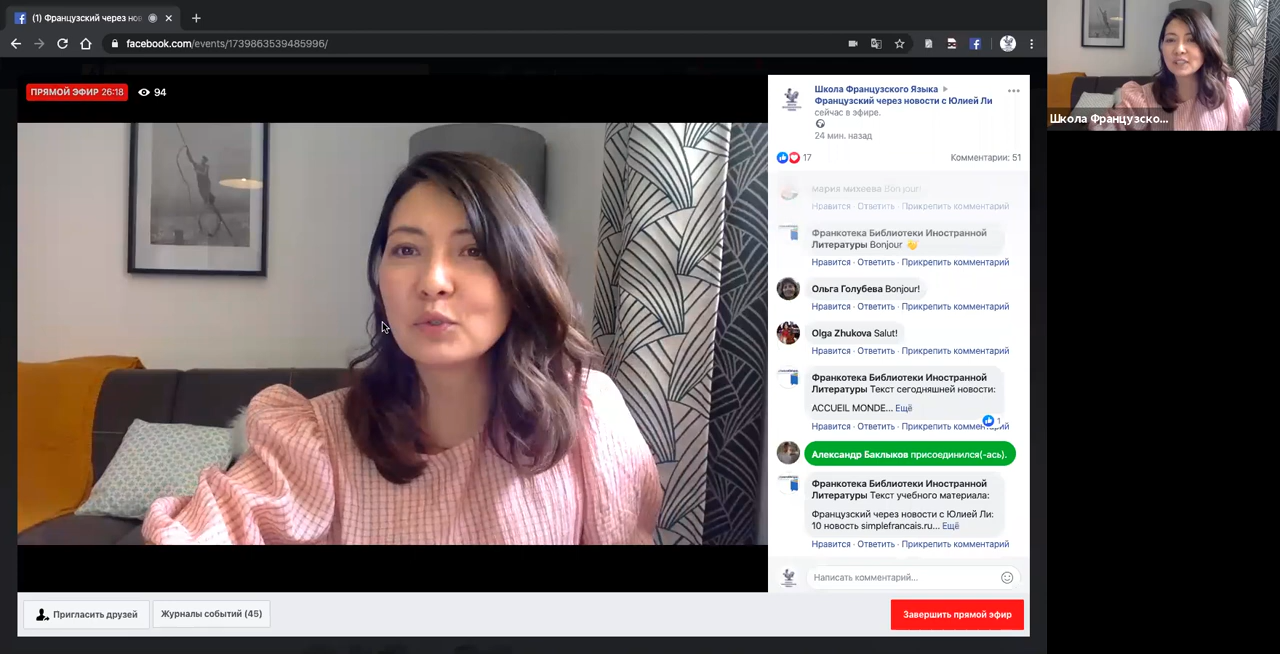 (1) Французский через нов
facebook.com/events/1739863539485996/
ПРЯМОЙ ЭФИР 26:18
94
Школа Французского Языка
Французский через новости с Юлией Ли
сейчас в эфире.
24 мин. назад
17
Комментарии: 51
мария михеева Bonjour!
Нравится · Ответить · Прикрепить комментарий
Франкотека Библиотеки Иностранной
Литературы Bonjour 👋
Нравится · Ответить · Прикрепить комментарий
Ольга Голубева Bonjour!
Нравится · Ответить · Прикрепить комментарий
Olga Zhukova Salut!
Нравится · Ответить · Прикрепить комментарий
Франкотека Библиотеки Иностранной
Литературы Текст сегодняшней новости:
ACCUEIL MONDE... Ещё
1
Нравится · Ответить · Прикрепить комментарий
Александр Баклыков присоединился(-ась).
Франкотека Библиотеки Иностранной
Литературы Текст учебного материала:
Французский через новости с Юлией Ли:
10 новость simplefrancais.ru... Ещё
Нравится · Ответить · Прикрепить комментарий
Написать комментарий...
Пригласить друзей
Журналы событий (45)
Завершить прямой эфир
Школа Французско...